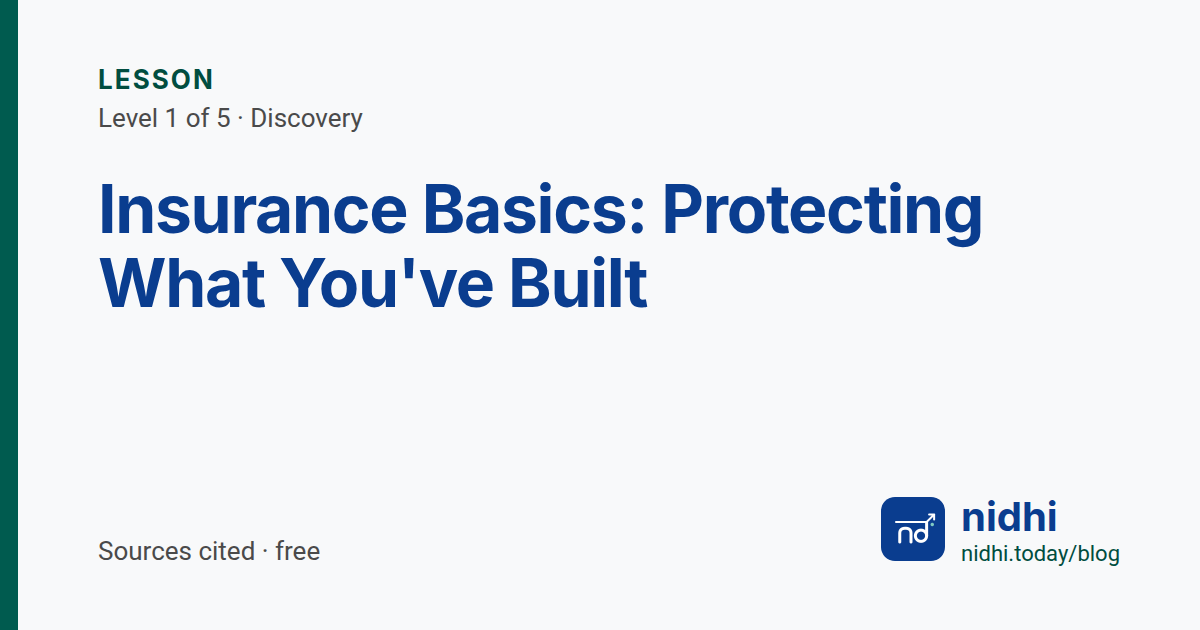 LESSON
Level 1 of 5 · Discovery
Insurance Basics: Protecting
What You've Built
Sources cited · free
nd
nidhi
nidhi.today/blog